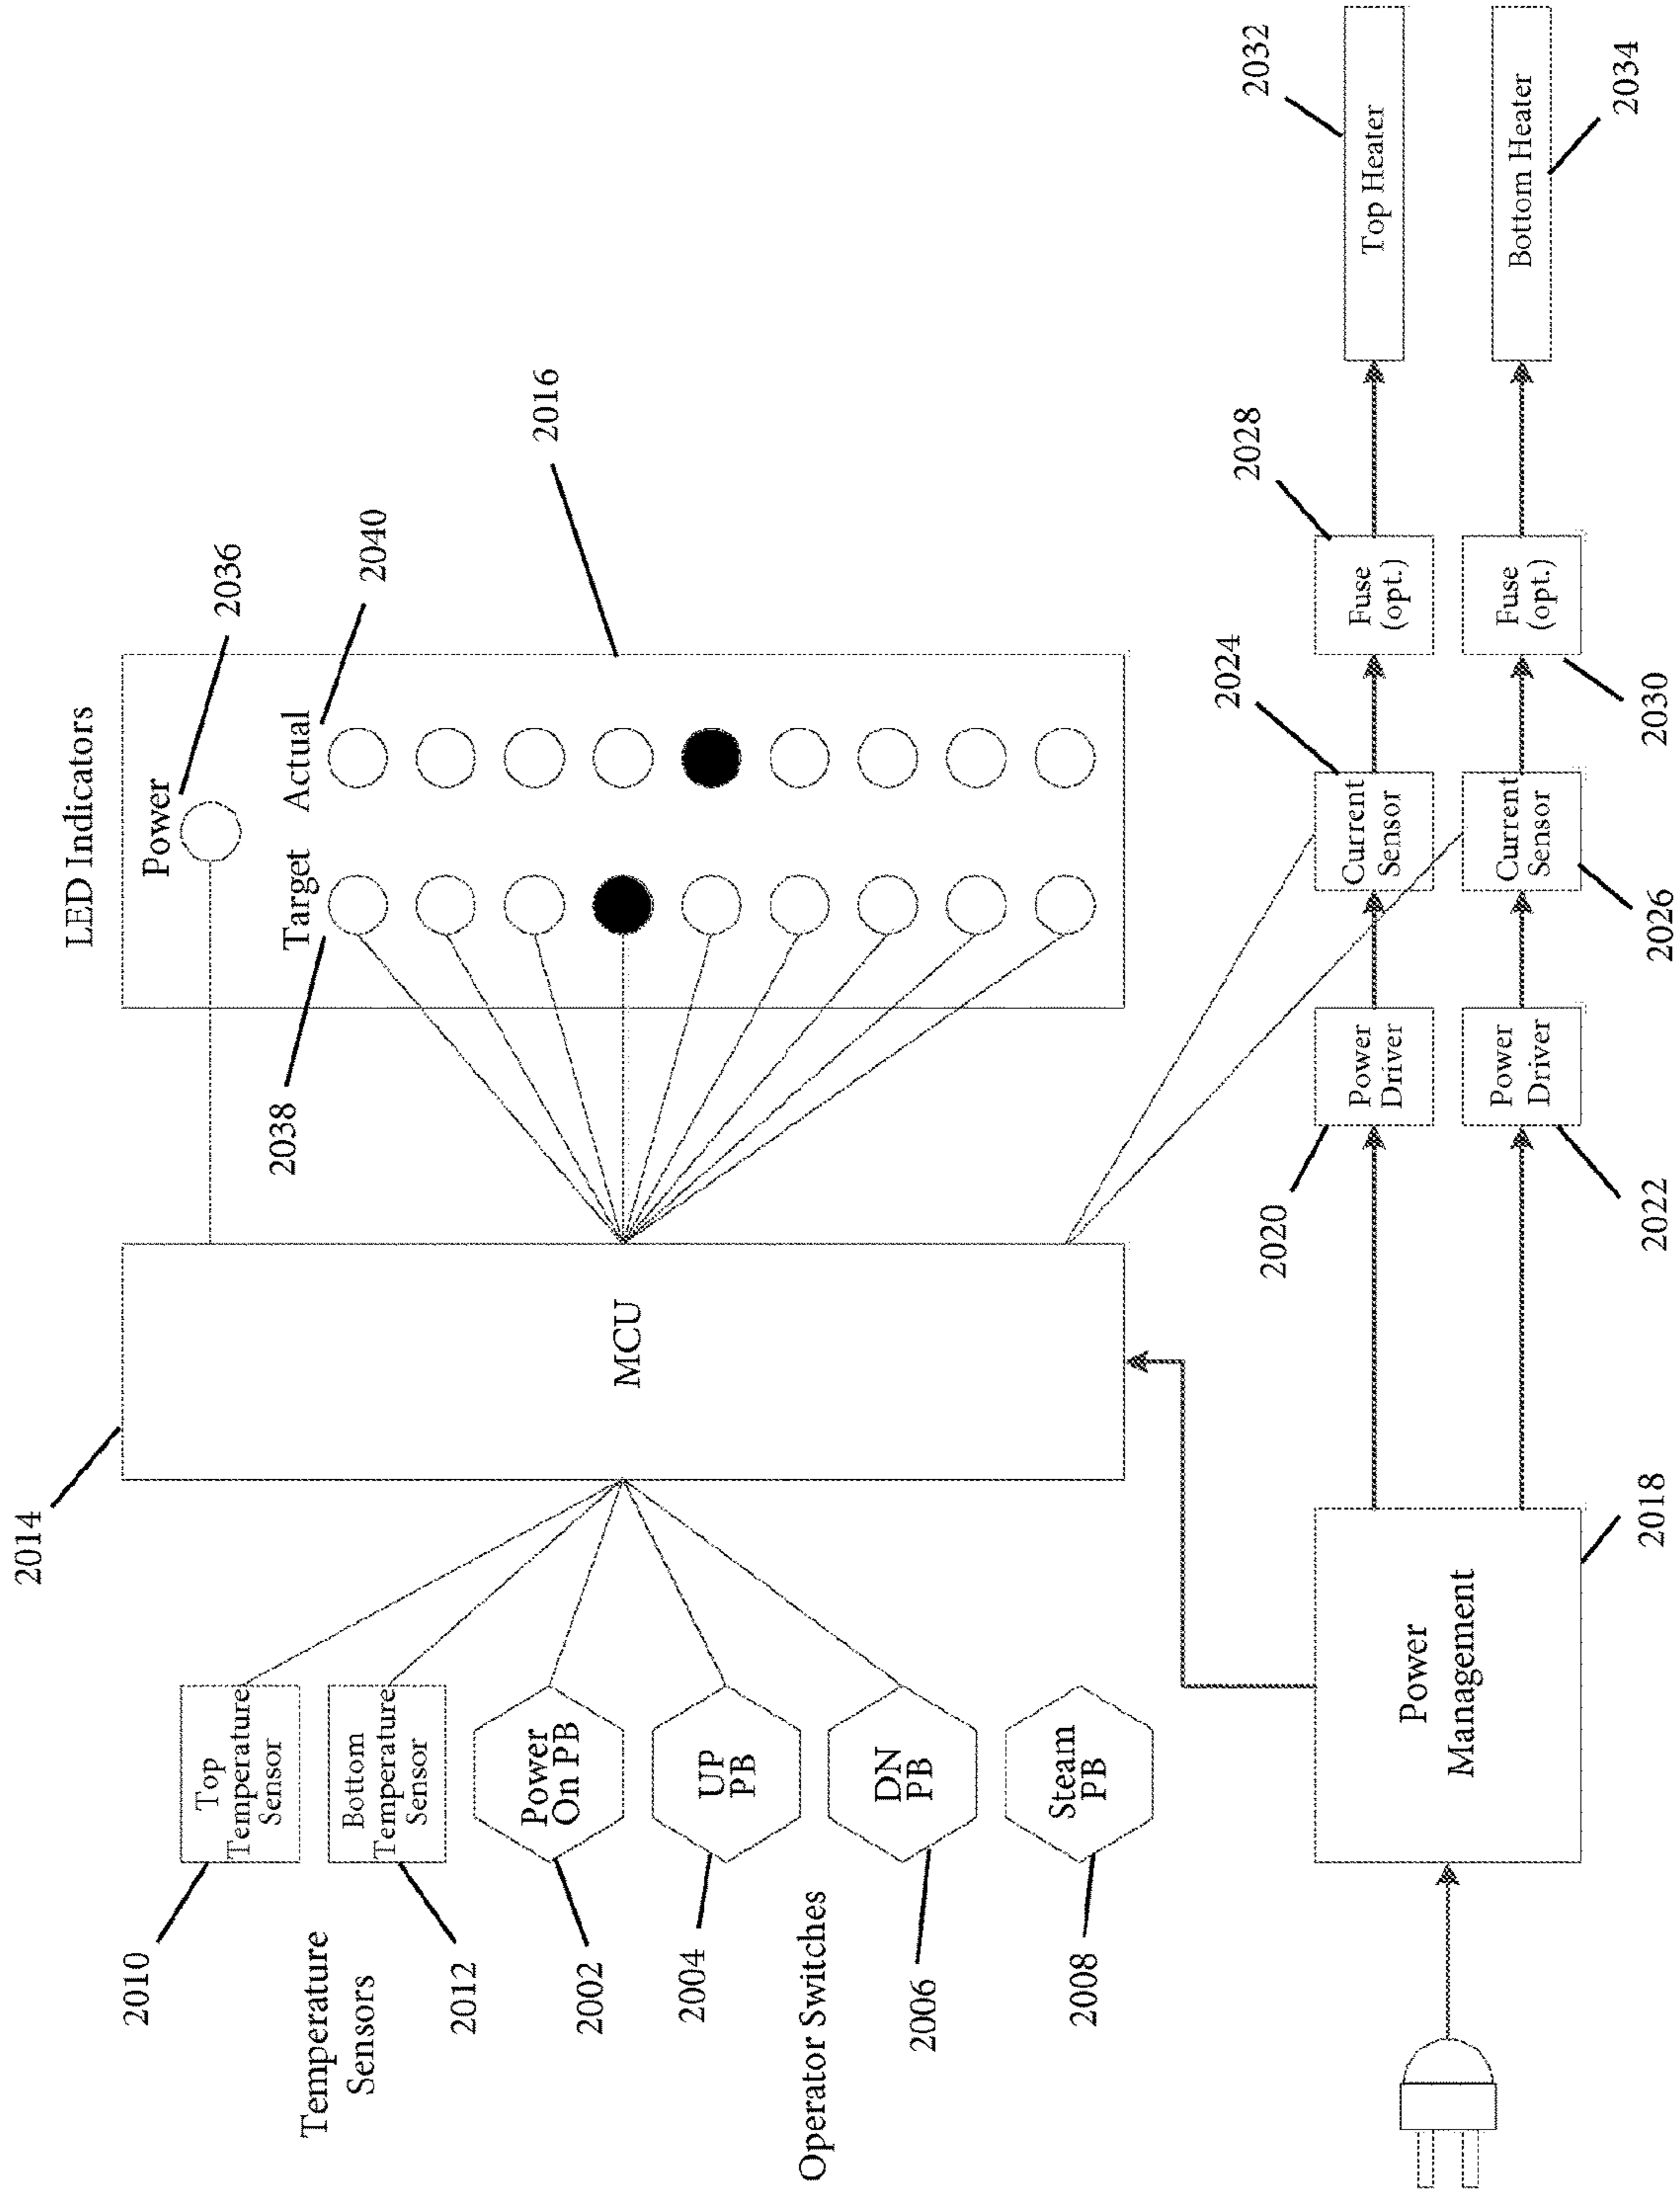 LED Indicators
2014
2010
Top
Temperature
Sensor
Temperature
Sensors
2012
Bottom
Temperature
Sensor
2002
Power
On PB
2004
UP
PB
Operator Switches
2006
DN
PB
2008
Steam
PB
MCU
Power
2036
Target
Actual
2038
2040
2016
Power
Management
2018
2020
Power
Driver
2024
Current
Sensor
2028
Fuse
(opt.)
2032
Top Heater
2022
Power
Driver
2026
Current
Sensor
2030
Fuse
(opt.)
2034
Bottom Heater